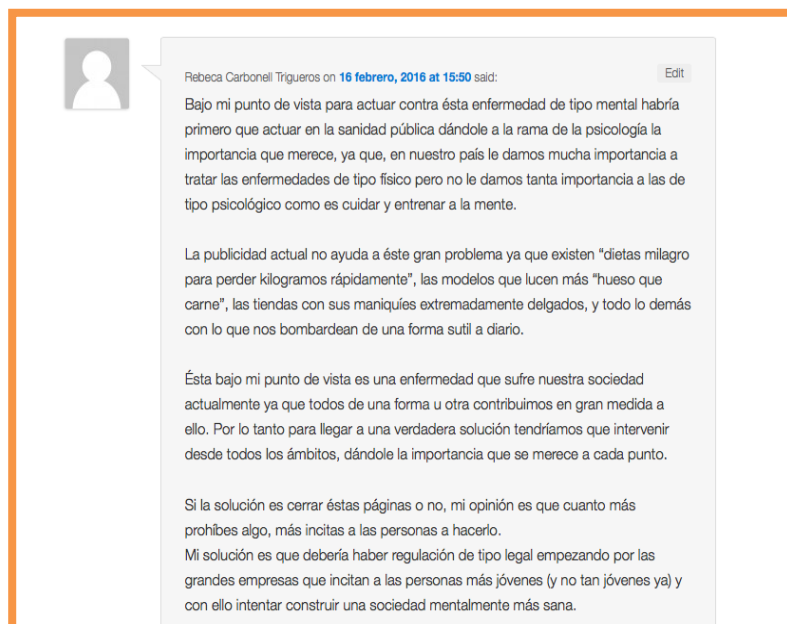 Rebeca Carbonell Trigueros on 16 febrero, 2016 at 15:50 said:
Edit
Bajo mi punto de vista para actuar contra ésta enfermedad de tipo mental habría
primero que actuar en la sanidad pública dándole a la rama de la psicología la
importancia que merece, ya que, en nuestro país le damos mucha importancia a
tratar las enfermedades de tipo físico pero no le damos tanta importancia a las de
tipo psicológico como es cuidar y entrenar a la mente.
La publicidad actual no ayuda a éste gran problema ya que existen “dietas milagro
para perder kilogramos rápidamente”, las modelos que lucen más “hueso que
carne”, las tiendas con sus maniquíes extremadamente delgados, y todo lo demás
con lo que nos bombardean de una forma sutil a diario.
Ésta bajo mi punto de vista es una enfermedad que sufre nuestra sociedad
actualmente ya que todos de una forma u otra contribuimos en gran medida a
ello. Por lo tanto para llegar a una verdadera solución tendríamos que intervenir
desde todos los ámbitos, dándole la importancia que se merece a cada punto.
Si la solución es cerrar éstas páginas o no, mi opinión es que cuanto más
prohíbes algo, más incitas a las personas a hacerlo.
Mi solución es que debería haber regulación de tipo legal empezando por las
grandes empresas que incitan a las personas más jóvenes (y no tan jóvenes ya) y
con ello intentar construir una sociedad mentalmente más sana.